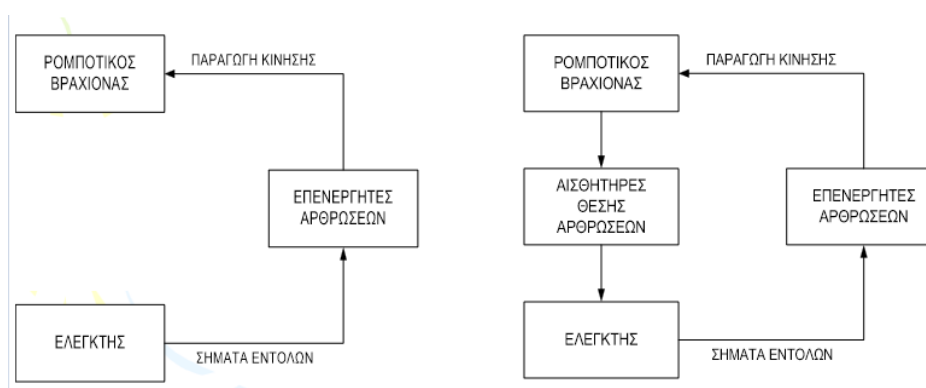 ΡΟΜΠΟΤΙΚΟΣ
ΒΡΑΧΙΟΝΑΣ
ΠΑΡΑΓΩΓΗ ΚΙΝΗΣΗΣ
ΕΠΕΝΕΡΓΗΤΕΣ
ΑΡΘΡΩΣΕΩΝ
ΕΛΕΓΚΤΗΣ
ΣΗΜΑΤΑ ΕΝΤΟΛΩΝ
ΡΟΜΠΟΤΙΚΟΣ
ΒΡΑΧΙΟΝΑΣ
ΠΑΡΑΓΩΓΗ ΚΙΝΗΣΗΣ
ΑΙΣΘΗΤΗΡΕΣ
ΘΕΣΗΣ
ΑΡΘΡΩΣΕΩΝ
ΕΠΕΝΕΡΓΗΤΕΣ
ΑΡΘΡΩΣΕΩΝ
ΕΛΕΓΚΤΗΣ
ΣΗΜΑΤΑ ΕΝΤΟΛΩΝ